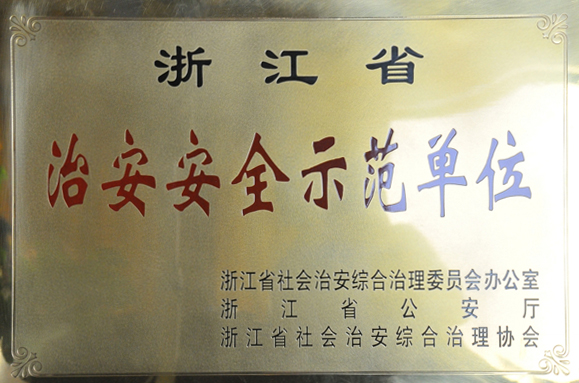 浙江省
治安安全示范单位
浙江省社会治安综合治理委员会办公室
浙江省公安厅
浙江省社会治安综合治理协会